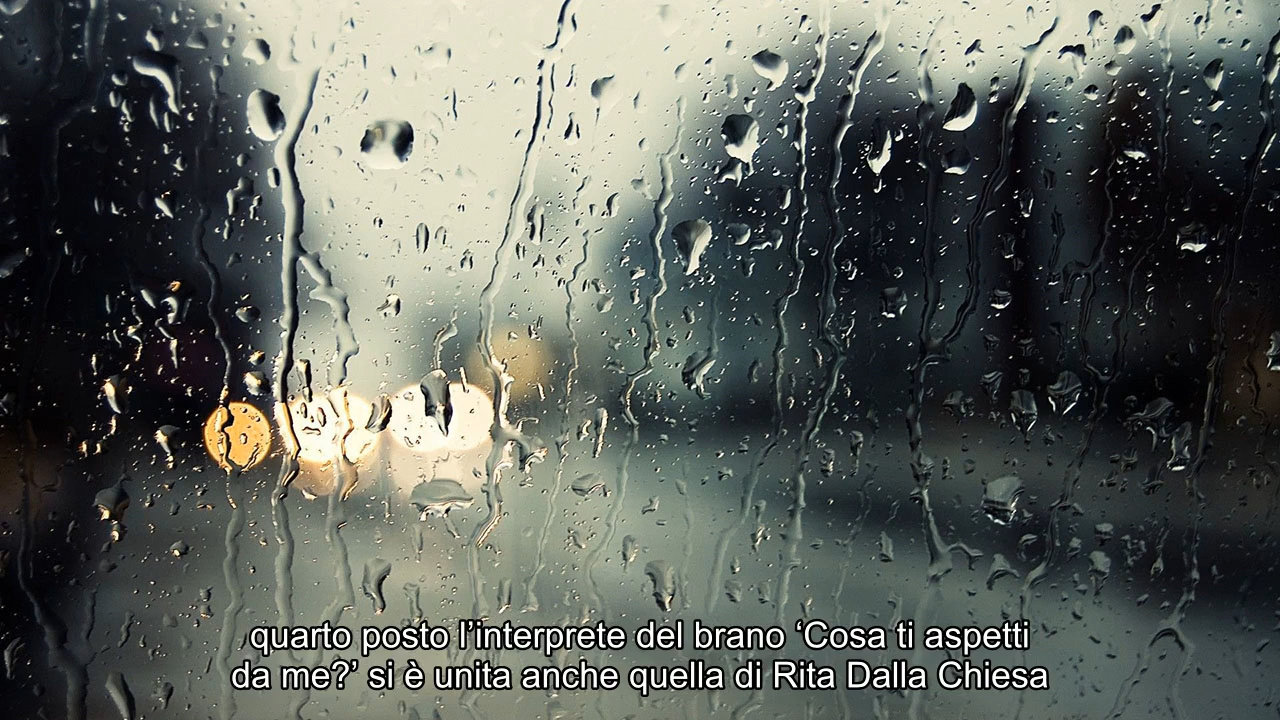 quarto posto l’interprete del brano ‘Cosa ti aspetti
da me?’ si è unita anche quella di Rita Dalla Chiesa